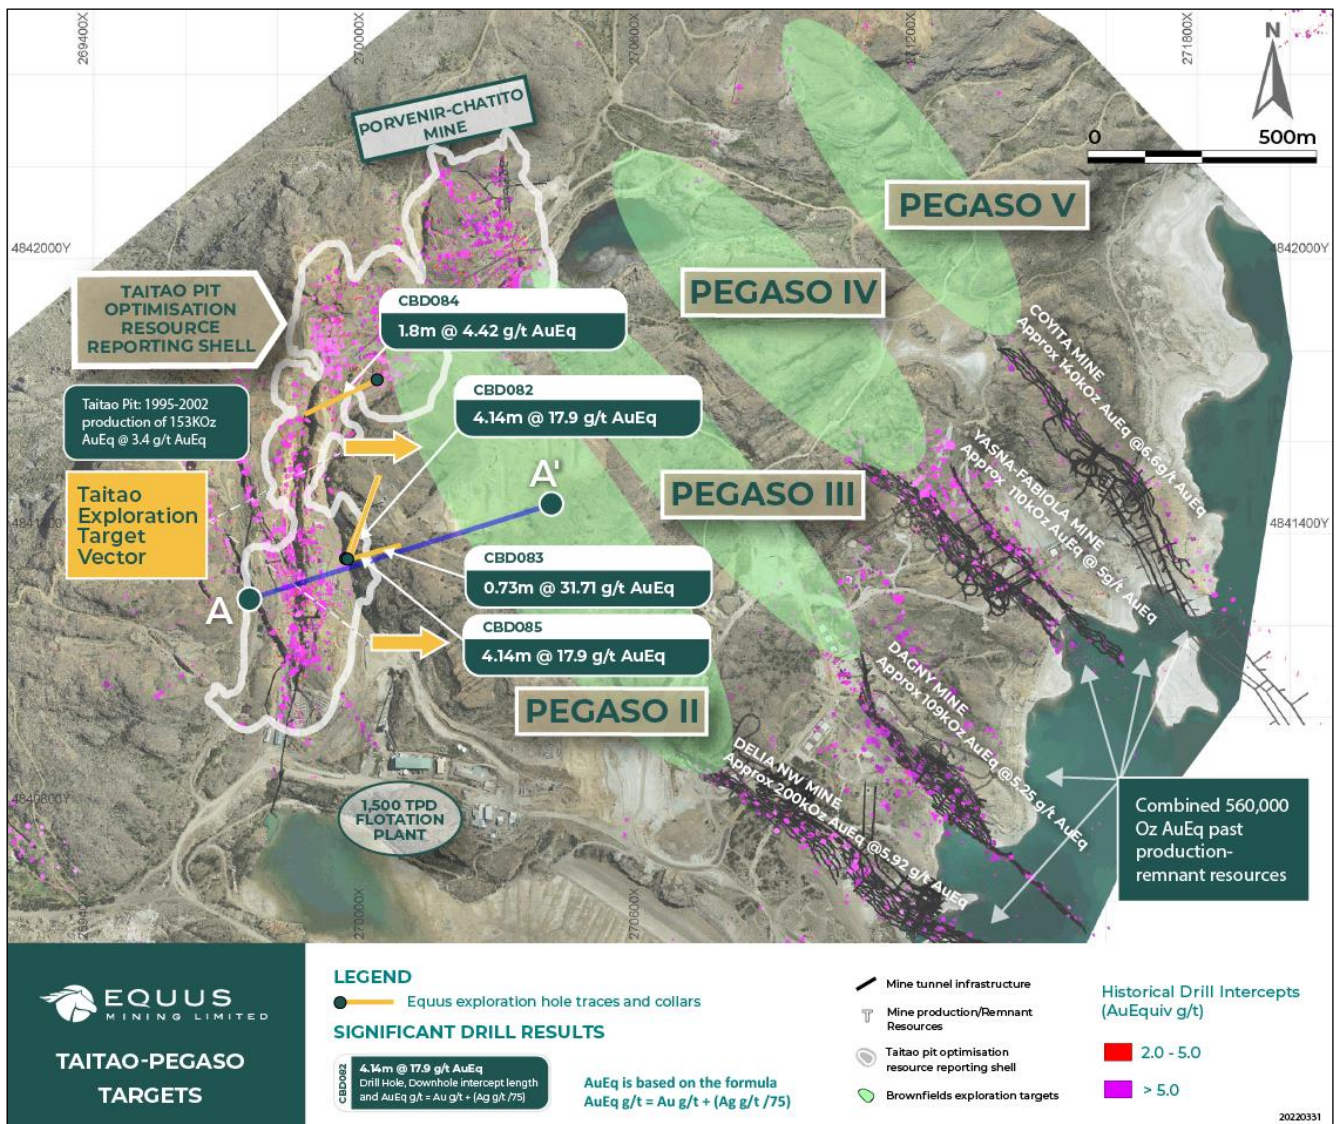 269400X
270000X
270600X
271200X
271800X
N
0 500m
PORVENIR-CHATITO
MINE
PEGASO V
4842000Y
4842000Y
TAITAO PIT
OPTIMISATION
RESOURCE
REPORTING SHELL
PEGASO IV
CBD084
1.8m @ 4.42 g/t AuEq
COVITA MINE
Approx 140kOz AuEq @6.6g/t AuEq
Taitao Pit: 1995-2002
production of 153KOz
AuEq @ 3.4 g/t AuEq
CBD082
4.14m @ 17.9 g/t AuEq
YASNA-FABIOLA MINE
Approx 110kOz AuEq @ 5g/t AuEq
Taitao
Exploration
Target
Vector
A'
PEGASO III
4841400Y
CBD083
0.73m @ 31.71 g/t AuEq
A
CBD085
4.14m @ 17.9 g/t AuEq
DAGNY MINE
Approx 109kOz AuEq @5.25 g/t AuEq
PEGASO II
DELIA NW MINE
Approx 200kOz AuEq @5.92 g/t AuEq
4840800Y
1,500 TPD
FLOTATION
PLANT
Combined 560,000
Oz AuEq past
production-
remnant resources
269400X
270000X
270600X
EQUUS
MINING LIMITED
TAITAO-PEGASO
TARGETS
LEGEND
Equus exploration hole traces and collars
SIGNIFICANT DRILL RESULTS
CBD082
4.14m @ 17.9 g/t AuEq
Drill Hole, Downhole intercept length
and AuEq g/t = Au g/t + (Ag g/t /75)
AuEq is based on the formula
AuEq g/t = Au g/t + (Ag g/t /75)
Mine tunnel infrastructure
Mine production/Remnant
Resources
Taitao pit optimisation
resource reporting shell
Brownfields exploration targets
Historical Drill Intercepts
(AuEquiv g/t)
2.0 - 5.0
> 5.0
20220331